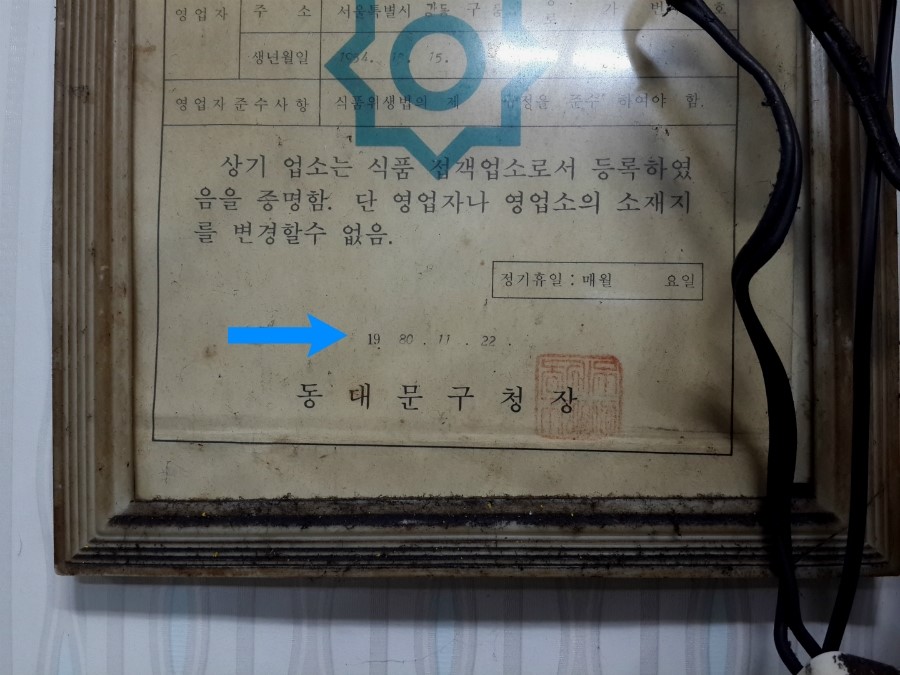 영업자 주 소 서울특별시 강동구
생년월일 15.
영업자준수사항 식품위생법의 제 준수 하여야 함.
상기 업소는 식품 접객업소로서 등록하였
음을 증명함. 단 영업자나 영업소의 소재지
를 변경할수 없음.
정기휴일 : 매월 요일
19 80 . 11 . 22 .
동 대 문 구 청 장